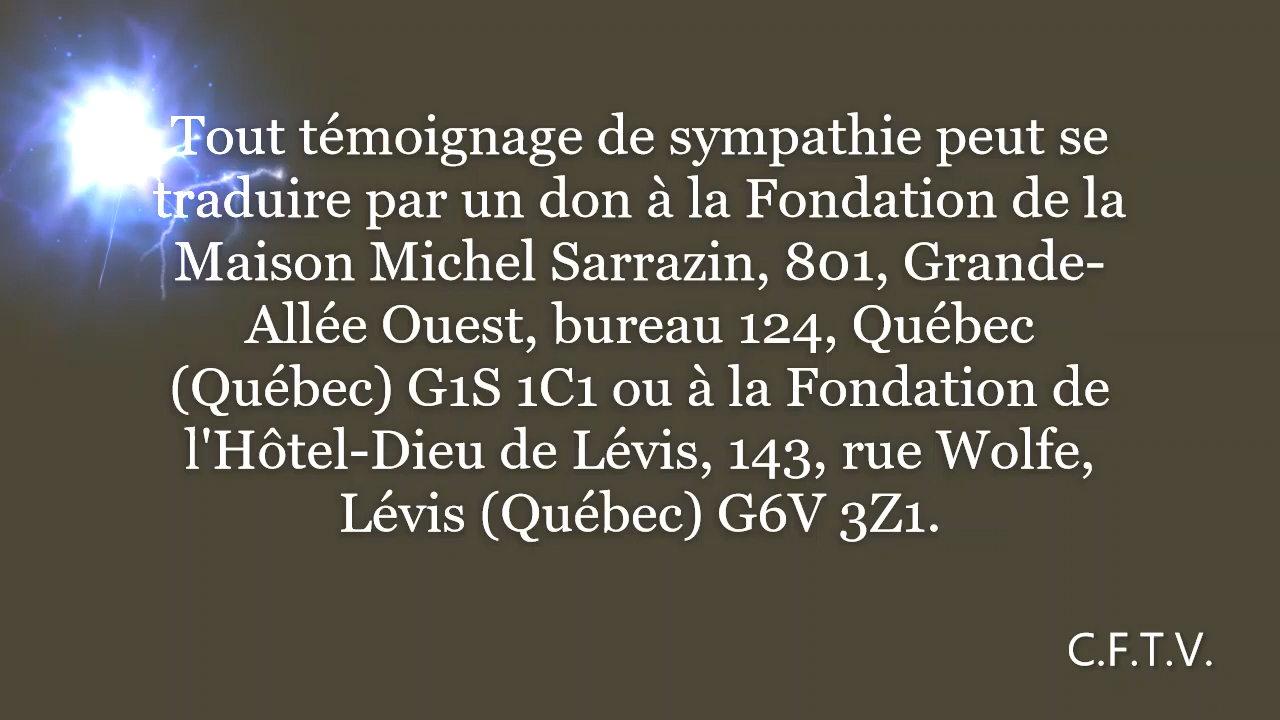 Tout témoignage de sympathie peut se
traduire par un don à la Fondation de la
Maison Michel Sarrazin, 801, Grande-
Allée Ouest, bureau 124, Québec
(Québec) G1S 1C1 ou à la Fondation de
l'Hôtel-Dieu de Lévis, 143, rue Wolfe,
Lévis (Québec) G6V 3Z1.
C.F.T.V.